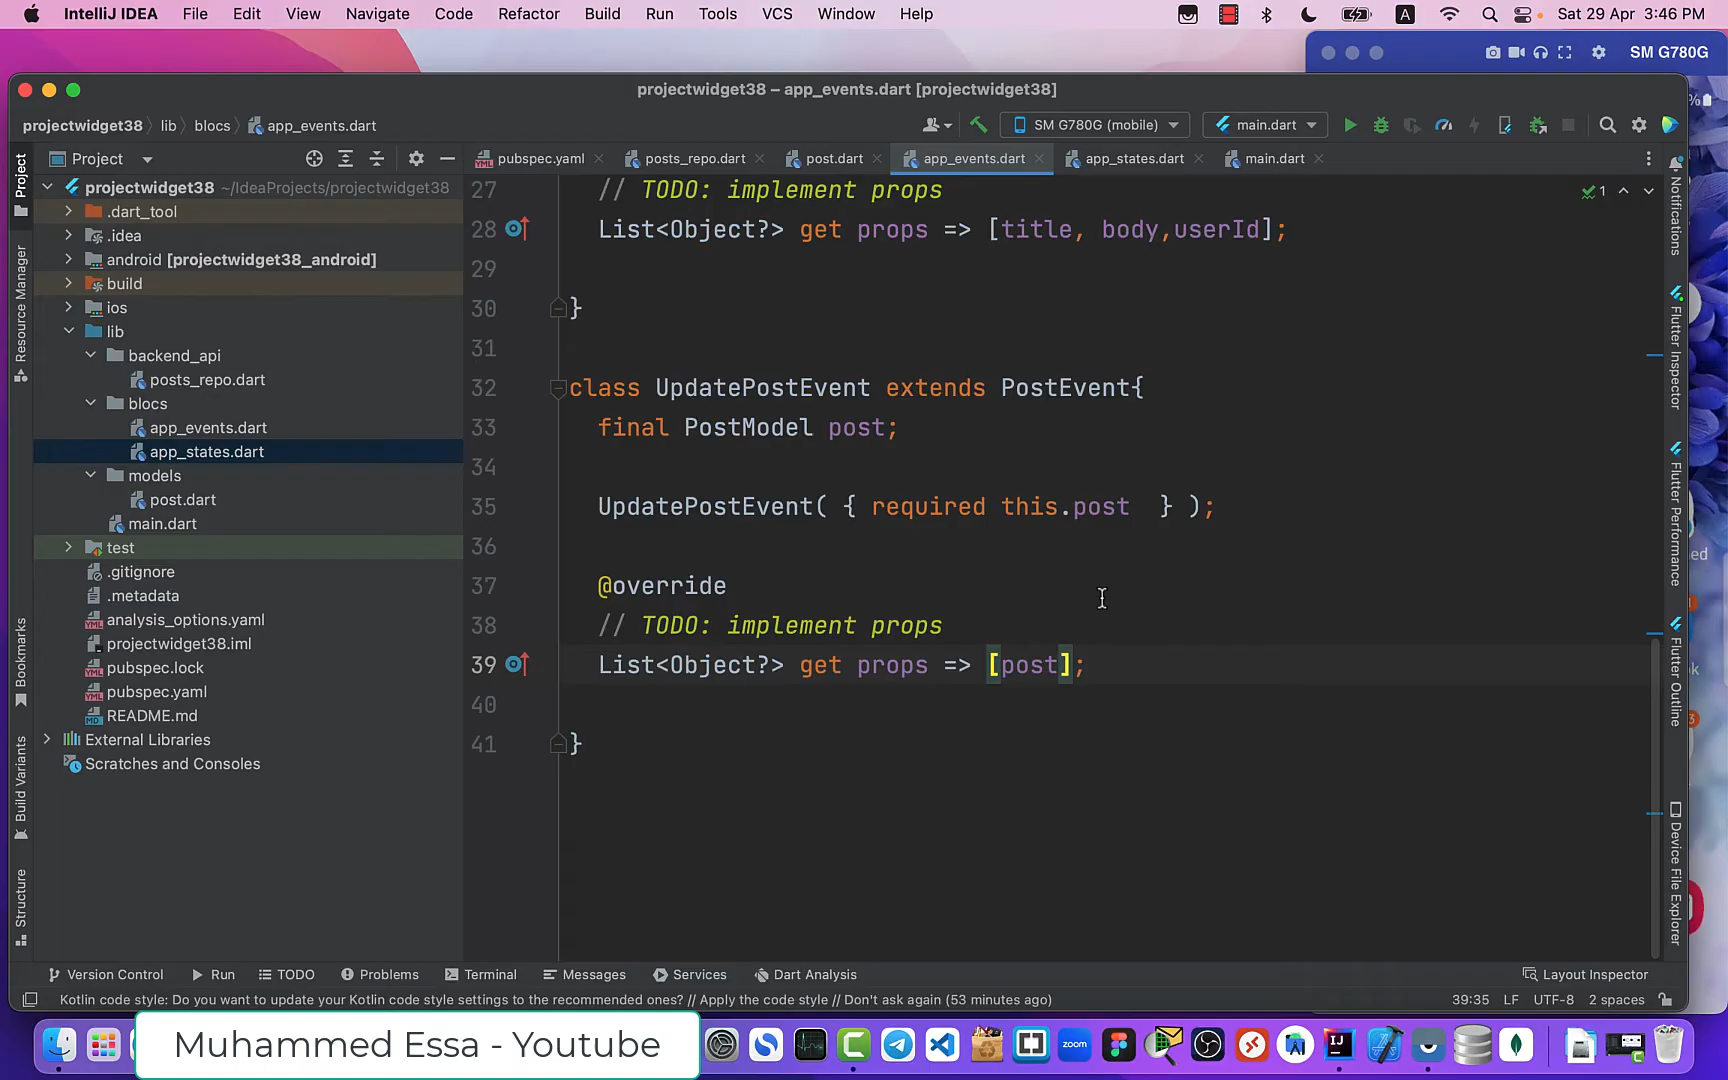 IntelliJ IDEA File Edit View Navigate Code Refactor Build Run Tools VCS Window Help A Sat 29 Apr 3:46 PM
SM G780G
projectwidget38 – app_events.dart [projectwidget38]
projectwidget38 lib blocs app_events.dart SM G780G (mobile) main.dart
Project pubspec.yaml posts_repo.dart post.dart app_events.dart app_states.dart main.dart
projectwidget38 ~/IdeaProjects/projectwidget38
.dart_tool
.idea
android [projectwidget38_android]
build
ios
lib
backend_api
posts_repo.dart
blocs
app_events.dart
app_states.dart
models
post.dart
main.dart
test
.gitignore
.metadata
analysis_options.yaml
projectwidget38.iml
pubspec.lock
pubspec.yaml
README.md
External Libraries
Scratches and Consoles
Project
Resource Manager
Bookmarks
Build Variants
Structure
27 // TODO: implement props
28 List<Object?> get props => [title, body,userId];
29
30 }
31
32 class UpdatePostEvent extends PostEvent{
33 final PostModel post;
34
35 UpdatePostEvent( { required this.post } );
36
37 @override
38 // TODO: implement props
39 List<Object?> get props => [post];
40
41 }
1
Notifications
Flutter Inspector
Flutter Performance
Flutter Outline
Device File Explorer
Version Control Run TODO Problems Terminal Messages Services Dart Analysis Layout Inspector
Kotlin code style: Do you want to update your Kotlin code style settings to the recommended ones? // Apply the code style // Don't ask again (53 minutes ago) 39:35 LF UTF-8 2 spaces
Muhammed Essa - Youtube
zoom
IJ